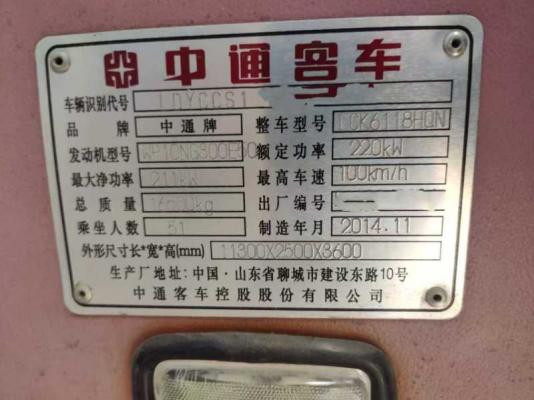 中通客车
车辆识别代号 LDYCCS1
品牌 中通牌 整车型号 LCK6118HQN
发动机型号 WP10NG300E50 额定功率 220kW
最大净功率 211kW 最高车速 100km/h
总质量 16500kg 出厂编号
乘坐人数 51 制造年月 2014.11
外形尺寸长*宽*高(mm) 11300X2500X3600
生产厂地址:中国·山东省聊城市建设东路10号
中通客车控股股份有限公司